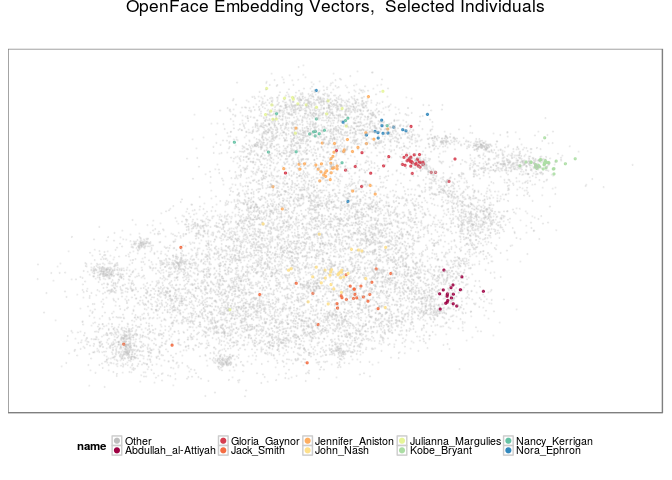 OpenFace Embedding Vectors,  Selected Individuals
name
Other Gloria_Gaynor Jennifer_Aniston Julianna_Margulies Nancy_Kerrigan
Abdullah_al-Attiyah Jack_Smith John_Nash Kobe_Bryant Nora_Ephron